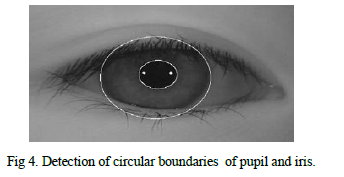 Fig 4. Detection of circular boundaries of pupil and iris.